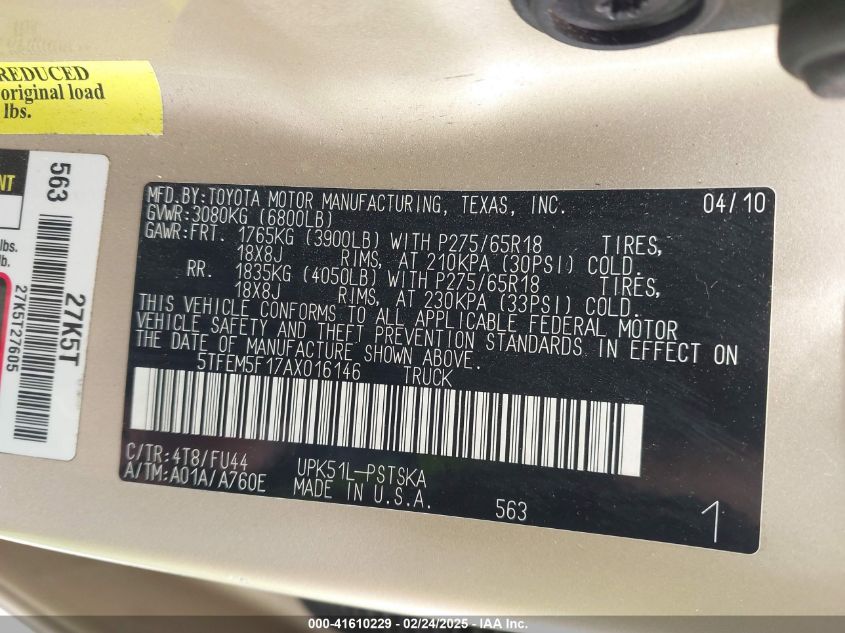 REDUCED
original load
lbs.
NT
563
lbs.
lb.
27K5T
27K5T27605
MFD.BY:TOYOTA MOTOR MANUFACTURING, TEXAS, INC. 04/10
GVWR:3080KG (6800LB)
GAWR:FRT. 1765KG (3900LB) WITH P275/65R18 TIRES,
18X8J RIMS, AT 210KPA (30PSI) COLD.
RR. 1835KG (4050LB) WITH P275/65R18 TIRES,
18X8J RIMS, AT 230KPA (33PSI) COLD.
THIS VEHICLE CONFORMS TO ALL APPLICABLE FEDERAL MOTOR
VEHICLE SAFETY AND THEFT PREVENTION STANDARDS IN EFFECT ON
THE DATE OF MANUFACTURE SHOWN ABOVE.
5TFEM5F17AX016146 TRUCK
C/TR:4T8/FU44 UPK51L-PSTSKA
A/TM:A01A/A760E MADE IN U.S.A. 563 1
000-41610229 - 02/24/2025 - IAA Inc.